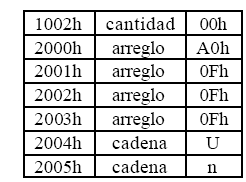 1002h cantidad 00h
2000h arreglo A0h
2001h arreglo 0Fh
2002h arreglo 0Fh
2003h arreglo 0Fh
2004h cadena U
2005h cadena n